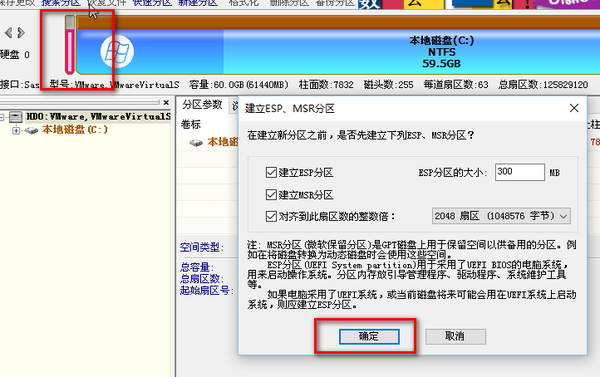 保存更改 搜索分区 恢复文件 快速分区 新建分区 格式化 删除分区 备份分区
数
硬盘 0
本地磁盘(C:)
NTFS
59.5GB
接口:Sas 型号:VMware,VMwareVirtualS 容量:60.0GB(61440MB) 柱面数:7832 磁头数:255 每道扇区数:63 总扇区数:125829120
HD0:VMware,VMwareVirtualS
本地磁盘(C:)
分区参数
卷标
本地磁
空间类型:
总容量:
总扇区数:
起始扇区号:
建立ESP、MSR分区
在建立新分区之前,是否先建立下列ESP、MSR分区?
建立ESP分区 ESP分区的大小: 300 MB
建立MSR分区
对齐到此扇区数的整数倍: 2048 扇区 (1048576 字节)
注: MSR分区(微软保留分区)是GPT磁盘上用于保留空间以供备用的分区。例
如在将磁盘转换为动态磁盘时会使用这些空间。
ESP分区(UEFI System partition)用于采用了UEFI BIOS的电脑系统,
用来启动操作系统。分区内存放引导管理程序、驱动程序、系统维护工具
等。
如果电脑采用了UEFI系统,或当前磁盘将来可能会用在UEFI系统上启动
系统,则应建立ESP分区。
确定 取消